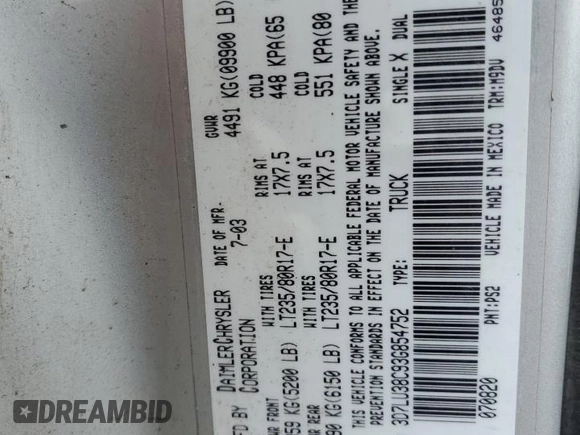 MFD BY DAIMLERCHRYSLER CORPORATION
DATE OF MFR. 7-03
GVWR 4491 KG(09900 LB)
WITH TIRES RIMS AT COLD
KG(5200 LB) LT235/80R17-E 17X7.5 448 KPA(65
WITH TIRES RIMS AT COLD
KG(6150 LB) LT235/80R17-E 17X7.5 551 KPA(80
THIS VEHICLE CONFORMS TO ALL APPLICABLE FEDERAL MOTOR VEHICLE SAFETY AND THE
PREVENTION STANDARDS IN EFFECT ON THE DATE OF MANUFACTURE SHOWN ABOVE.
3D7LU38C93G854752 TYPE: TRUCK SINGLE X DUAL
070820 PNT:PS2 VEHICLE MADE IN MEXICO TRM:M9DV 46485
DIMEBID